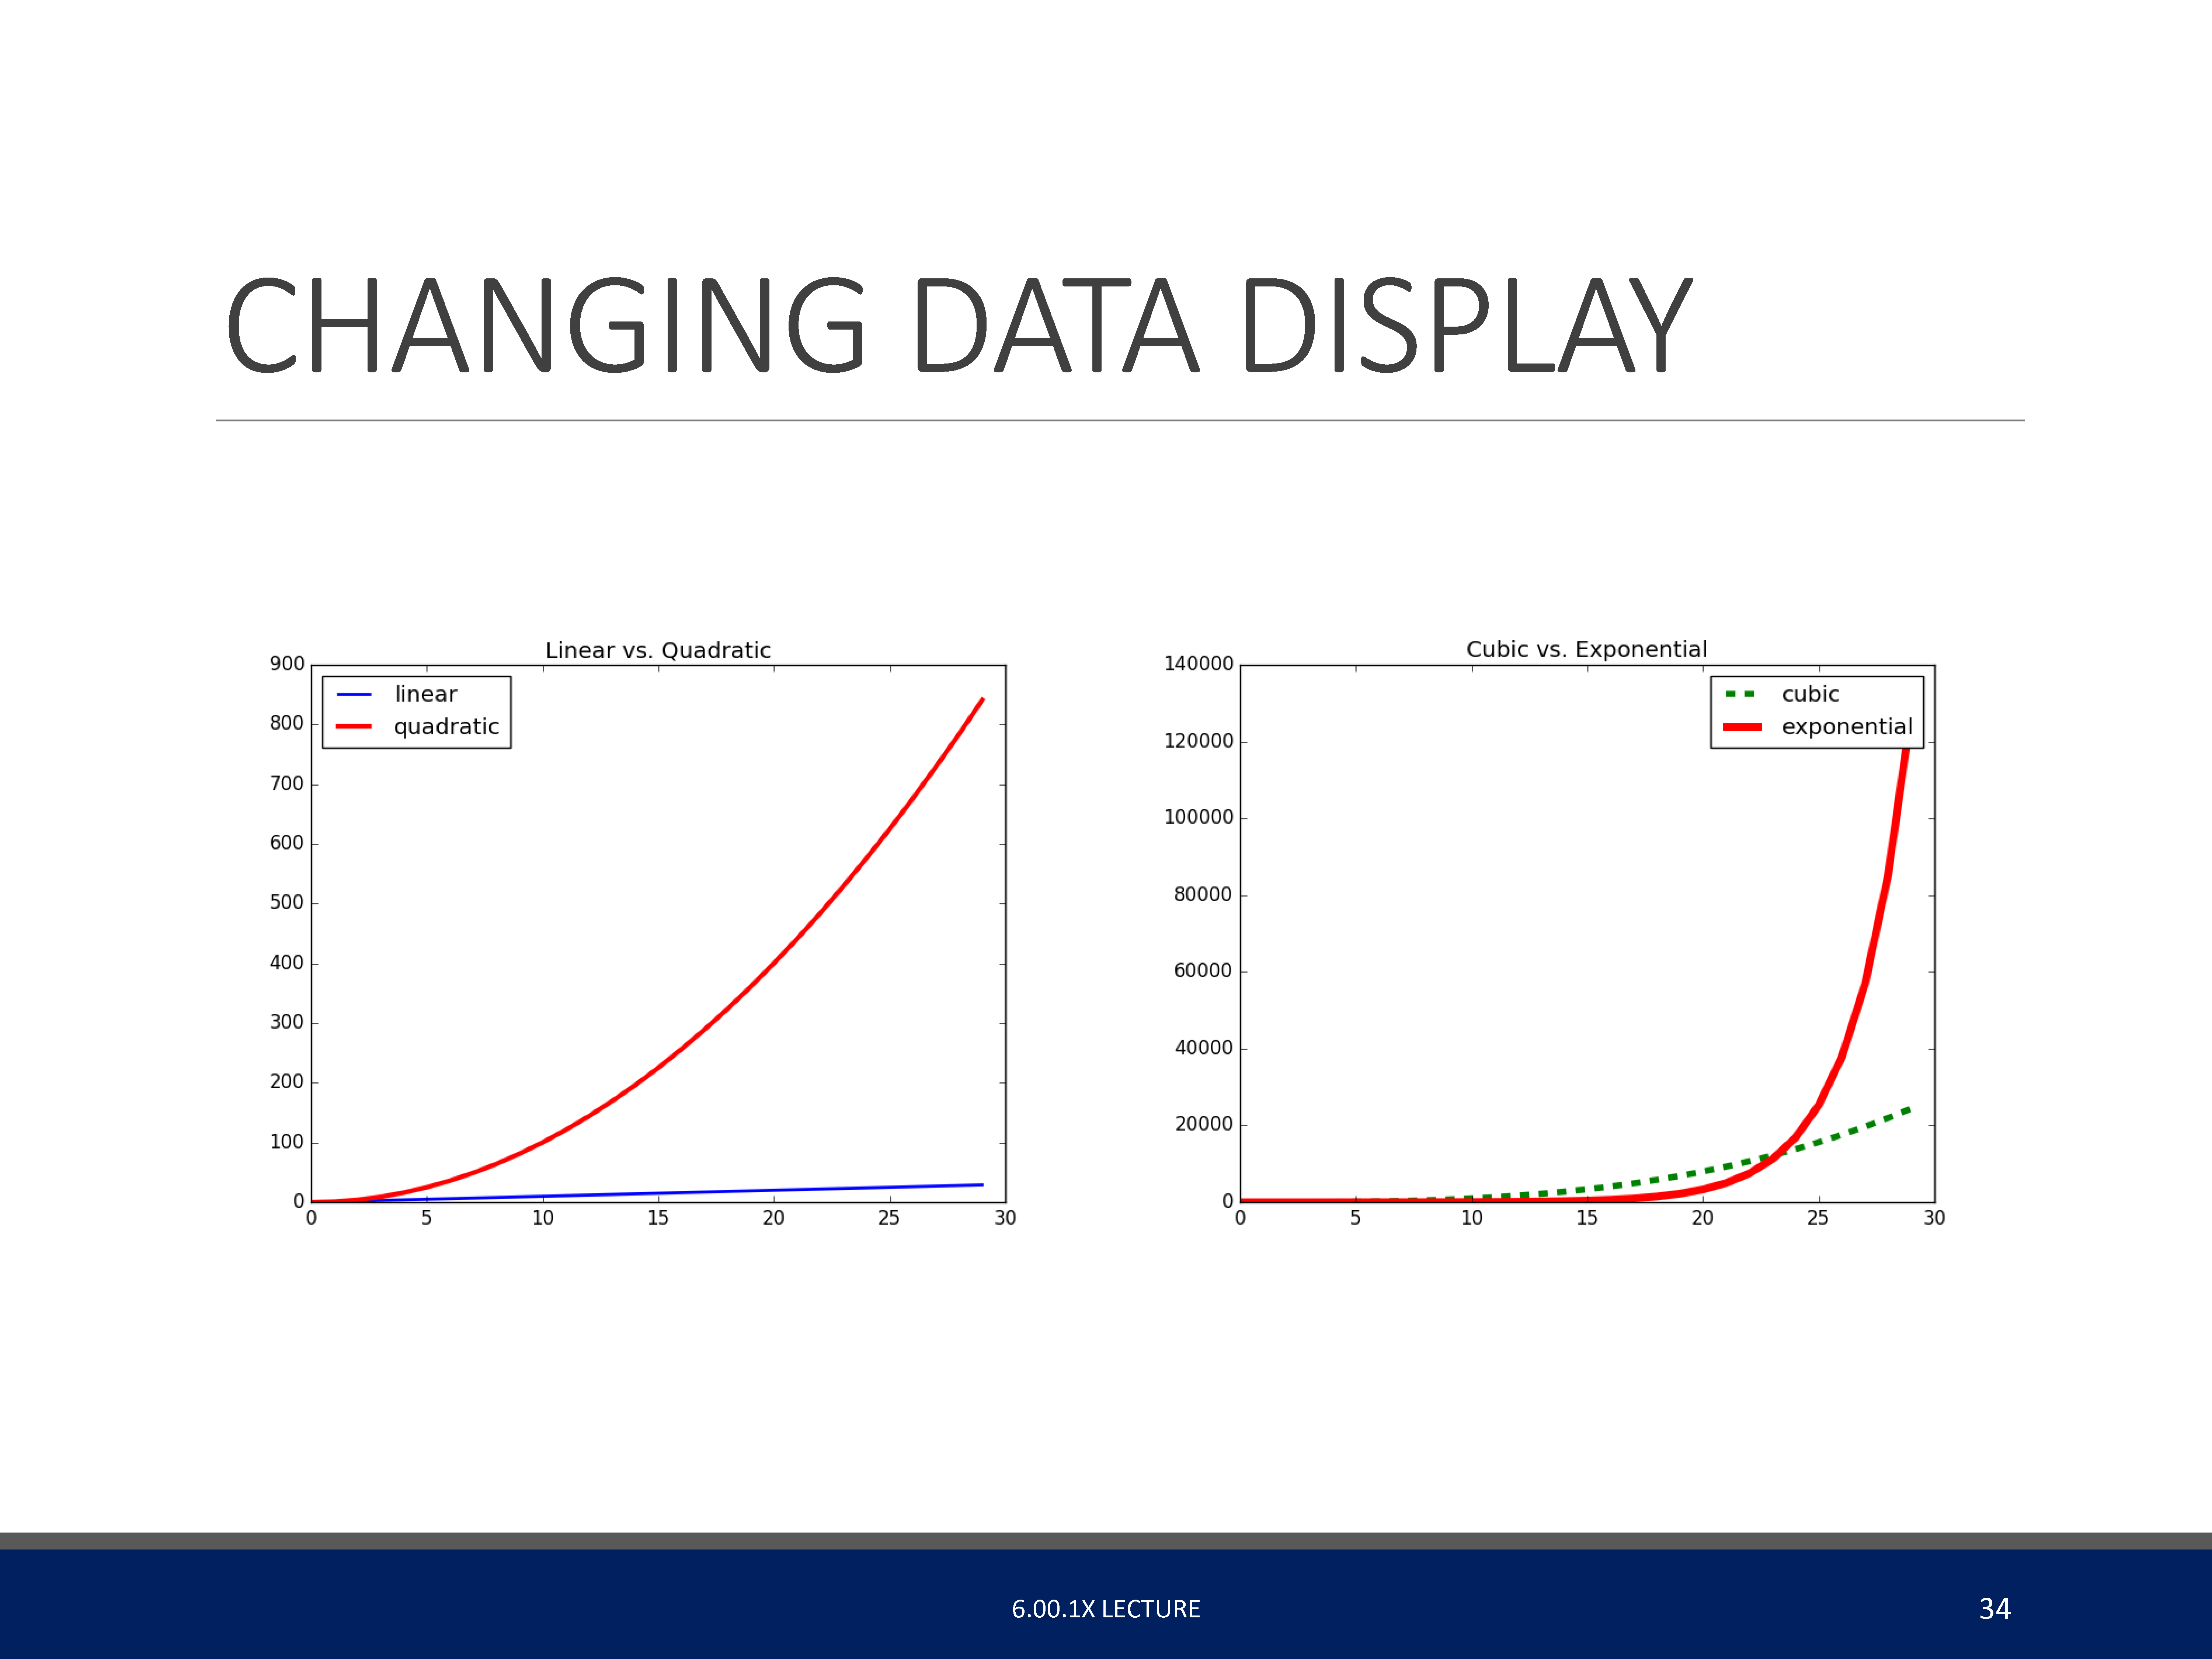 CHANGING DATA DISPLAY
Linear vs. Quadratic
900
800
700
600
500
400
300
200
100
0
0 5 10 15 20 25 30
linear
quadratic
Cubic vs. Exponential
140000
120000
100000
80000
60000
40000
20000
0
0 5 10 15 20 25 30
cubic
exponential
6.00.1X LECTURE
34